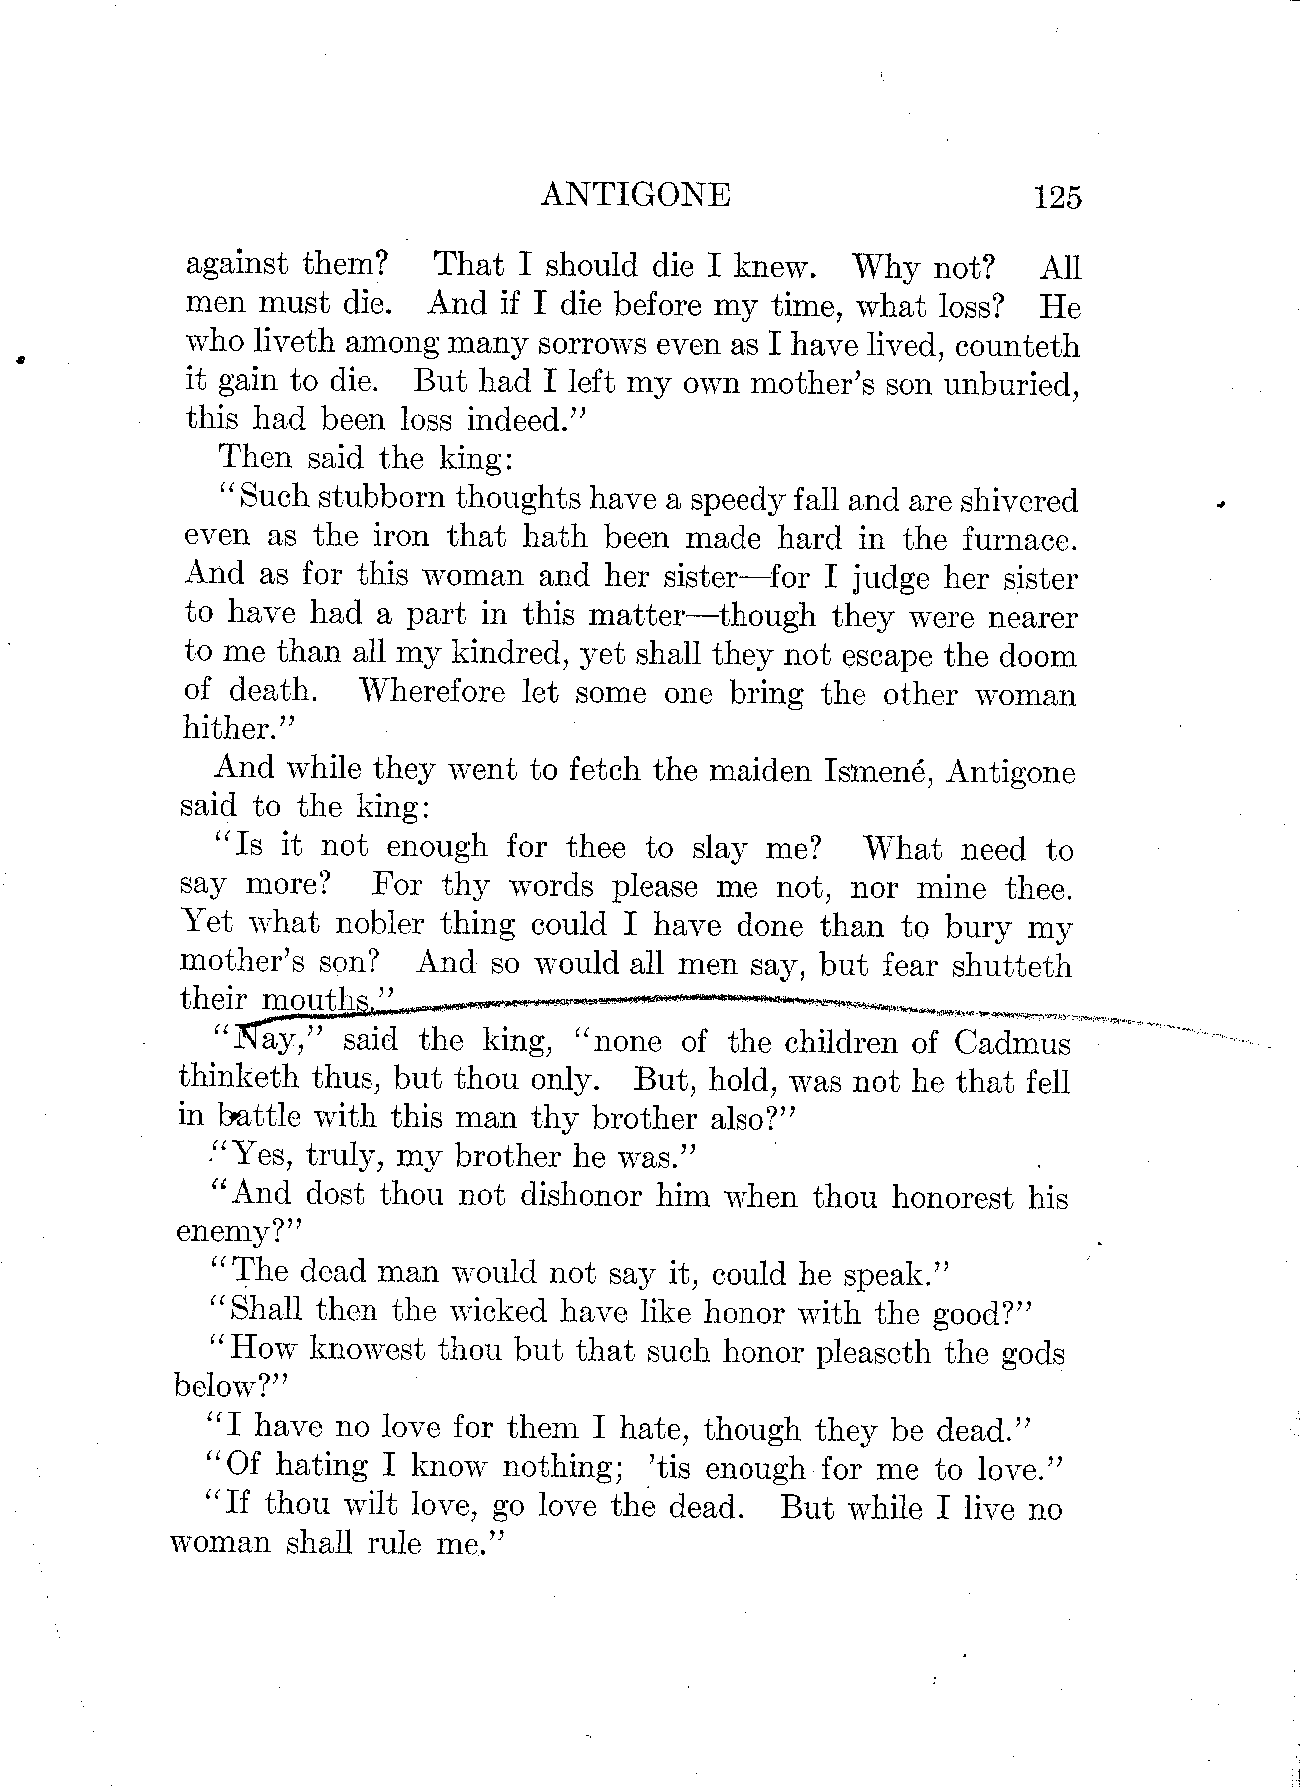 ANTIGONE 125
against them? That I should die I knew. Why not? All
men must die. And if I die before my time, what loss? He
who liveth among many sorrows even as I have lived, counteth
it gain to die. But had I left my own mother's son unburied,
this had been loss indeed."
Then said the king:
"Such stubborn thoughts have a speedy fall and are shivered
even as the iron that hath been made hard in the furnace.
And as for this woman and her sister—for I judge her sister
to have had a part in this matter—though they were nearer
to me than all my kindred, yet shall they not escape the doom
of death. Wherefore let some one bring the other woman
hither."
And while they went to fetch the maiden Ismené, Antigone
said to the king:
"Is it not enough for thee to slay me? What need to
say more? For thy words please me not, nor mine thee.
Yet what nobler thing could I have done than to bury my
mother's son? And so would all men say, but fear shutteth
their mouths."
"Nay," said the king, "none of the children of Cadmus
thinketh thus, but thou only. But, hold, was not he that fell
in battle with this man thy brother also?"
"Yes, truly, my brother he was."
"And dost thou not dishonor him when thou honorest his
enemy?"
"The dead man would not say it, could he speak."
"Shall then the wicked have like honor with the good?"
"How knowest thou but that such honor pleaseth the gods
below?"
"I have no love for them I hate, though they be dead."
"Of hating I know nothing; 'tis enough for me to love."
"If thou wilt love, go love the dead. But while I live no
woman shall rule me."